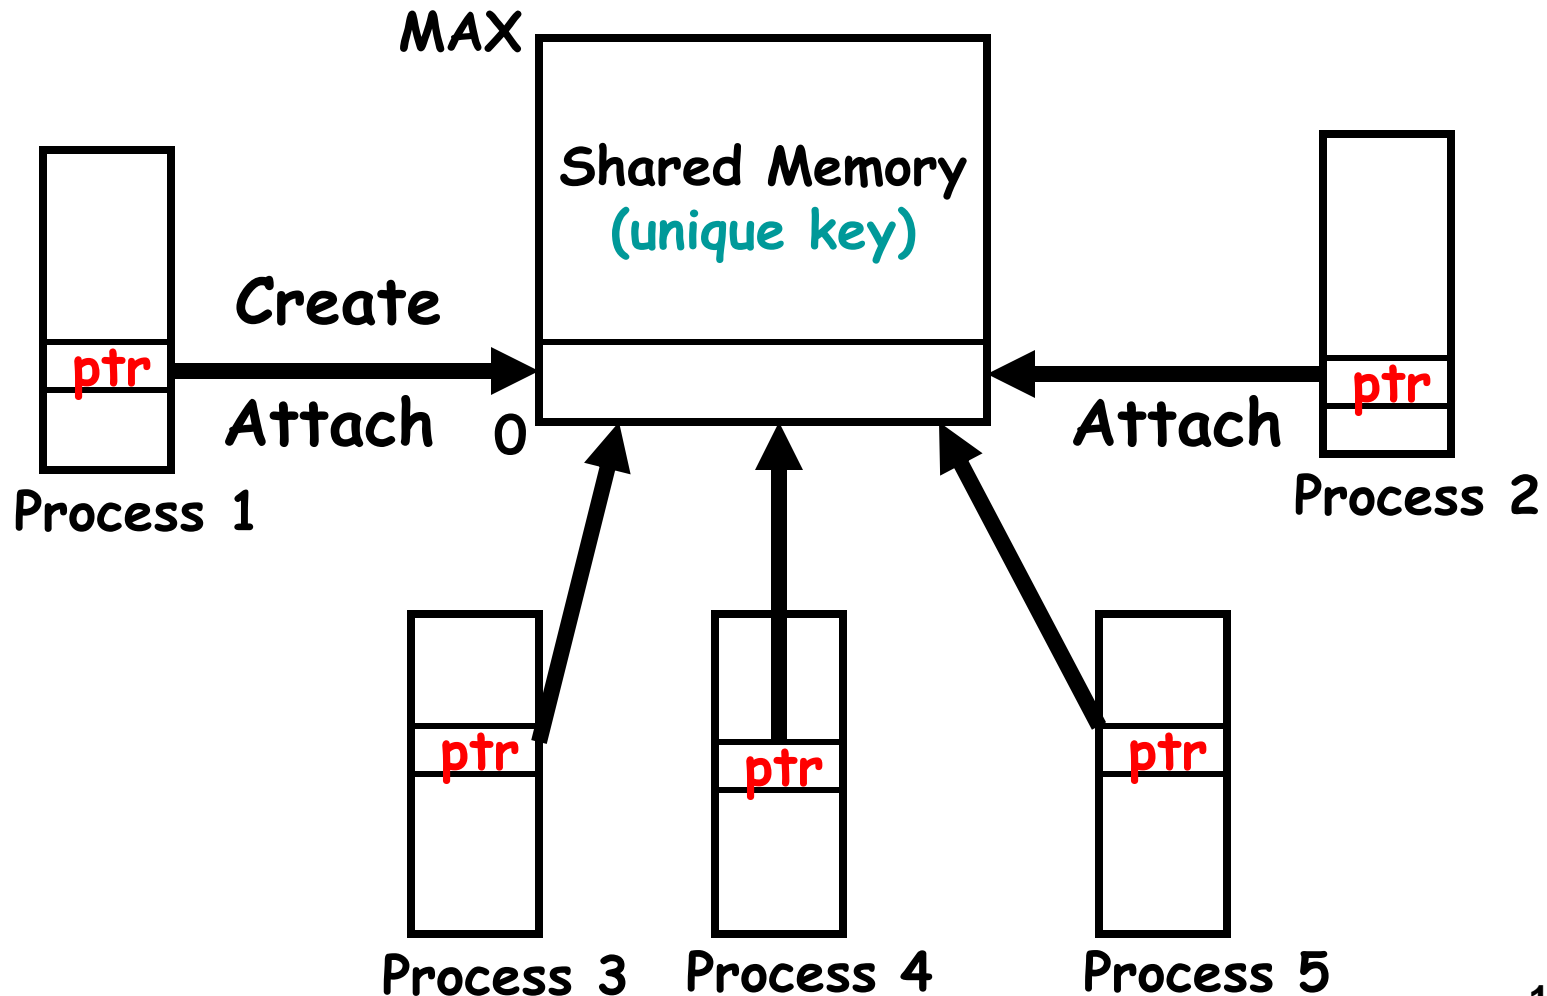 MAX
Shared Memory
(unique key)
Create
ptr
Attach
0
Process 1
ptr
Attach
Process 2
ptr
Process 3
ptr
Process 4
ptr
Process 5